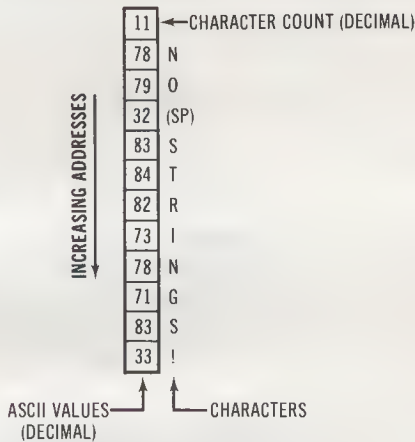 11 CHARACTER COUNT (DECIMAL)
78 N
79 O
32 (SP)
83 S
84 T
82 R
73 I
78 N
71 G
83 S
33 !
INCREASING ADDRESSES
ASCII VALUES CHARACTERS
(DECIMAL)